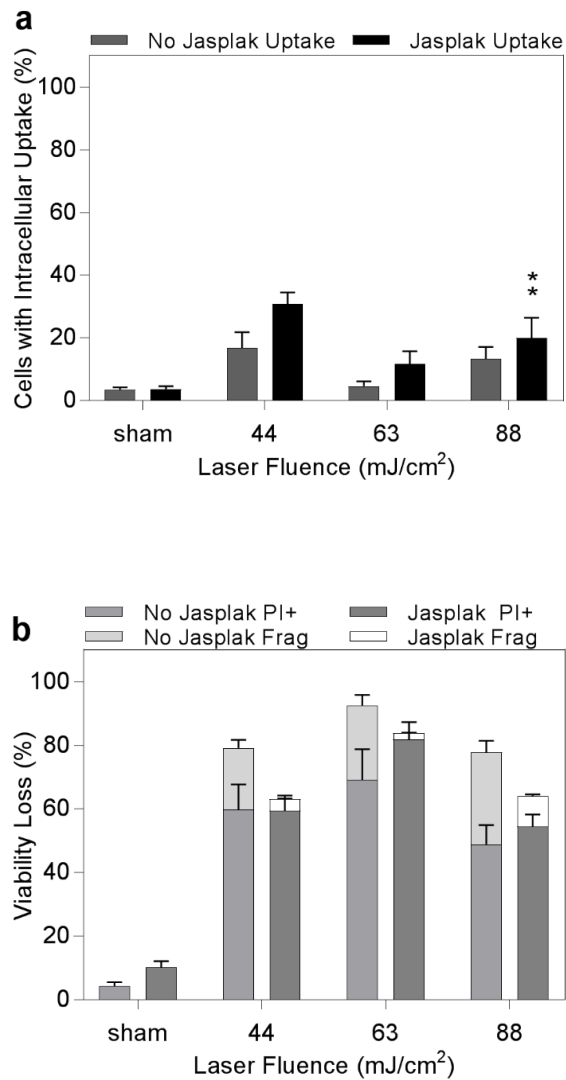 a
No Jasplak Uptake Jasplak Uptake
Cells with Intracellular Uptake (%)
100
80
60
40
20
0
*
*
sham 44 63 88
Laser Fluence (mJ/cm²)
b
No Jasplak PI+ Jasplak PI+
No Jasplak Frag Jasplak Frag
Viability Loss (%)
100
80
60
40
20
0
sham 44 63 88
Laser Fluence (mJ/cm²)